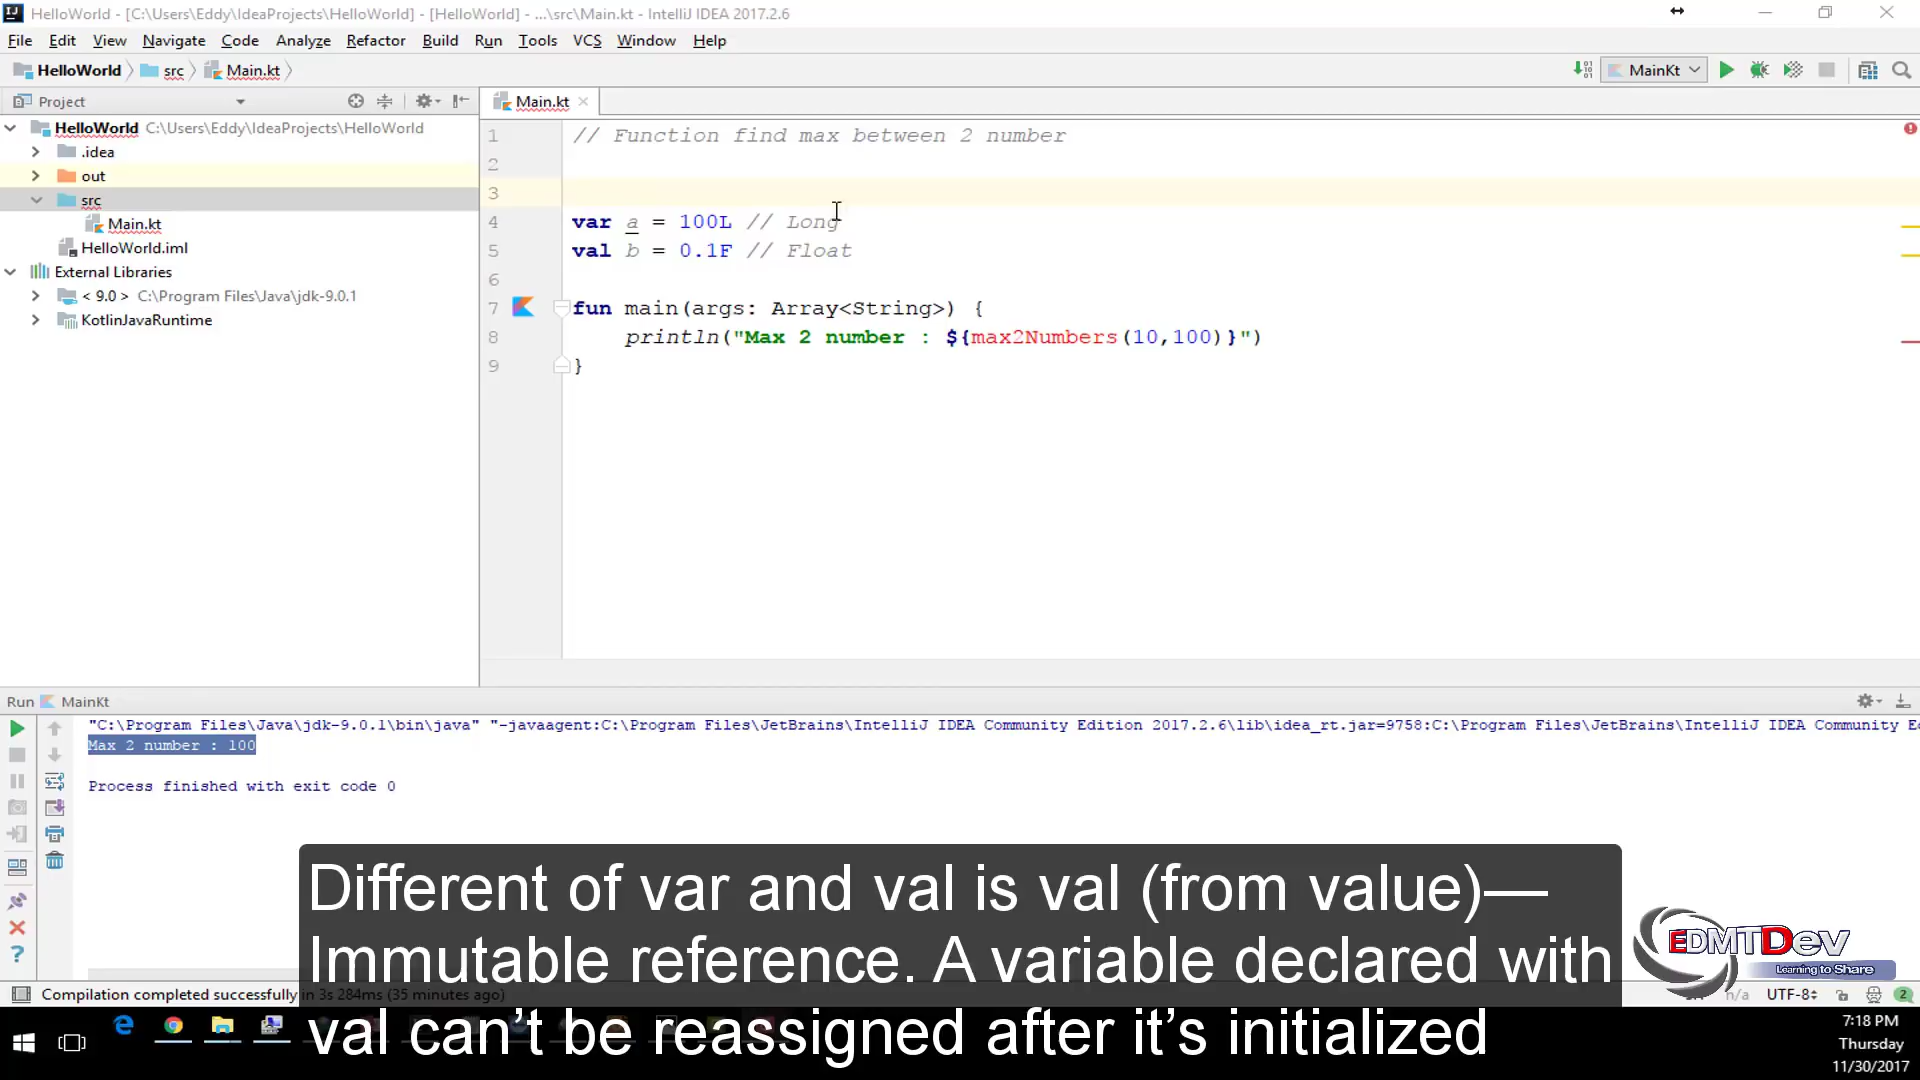 HelloWorld - [C:\Users\Eddy\IdeaProjects\HelloWorld] - [HelloWorld] - ...\src\Main.kt - IntelliJ IDEA 2017.2.6
File Edit View Navigate Code Analyze Refactor Build Run Tools VCS Window Help
HelloWorld src Main.kt
MainKt
Project
Main.kt
HelloWorld C:\Users\Eddy\IdeaProjects\HelloWorld
.idea
out
src
Main.kt
HelloWorld.iml
External Libraries
< 9.0 > C:\Program Files\Java\jdk-9.0.1
KotlinJavaRuntime
1 // Function find max between 2 number
2
3
4 var a = 100L // Long
5 val b = 0.1F // Float
6
7 fun main(args: Array<String>) {
8 println("Max 2 number : ${max2Numbers(10,100)}")
9 }
Run MainKt
"C:\Program Files\Java\jdk-9.0.1\bin\java" "-javaagent:C:\Program Files\JetBrains\IntelliJ IDEA Community Edition 2017.2.6\lib\idea_rt.jar=9758:C:\Program Files\JetBrains\IntelliJ IDEA Community
Max 2 number : 100
Process finished with exit code 0
Different of var and val is val (from value)—
Immutable reference. A variable declared with
val can't be reassigned after it's initialized
EDMTDev
Learning to Share
Compilation completed successfully in 3s 284ms (35 minutes ago)
n/a UTF-8 2
7:18 PM
Thursday
11/30/2017